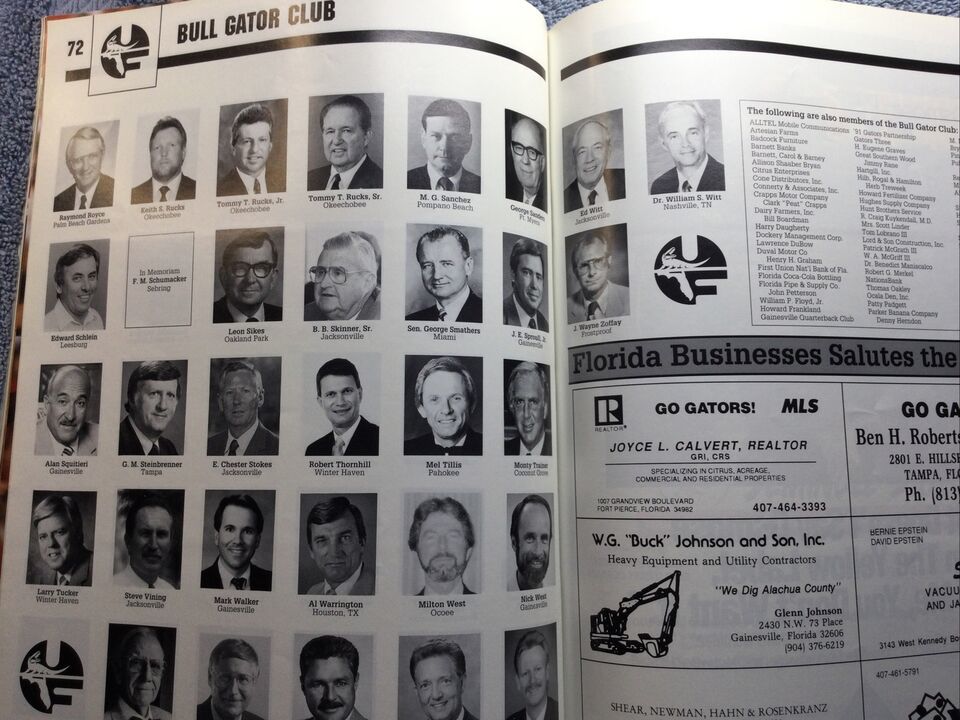 72
BULL GATOR CLUB
Raymond Royce
Palm Beach Gardens
Keith S. Rucks
Okeechobee
Tommy T. Rucks, Jr.
Okeechobee
Tommy T. Rucks, Sr.
Okeechobee
M. G. Sanchez
Pompano Beach
George Sanders
Ft. Myers
Edward Schlein
Leesburg
In Memoriam
F. M. Schumacker
Sebring
Leon Sikes
Oakland Park
B. B. Skinner, Sr.
Jacksonville
Sen. George Smathers
Miami
J. E. Sproull, Jr.
Gainesville
Alan Squitieri
Gainesville
G. M. Steinbrenner
Tampa
E. Chester Stokes
Jacksonville
Robert Thornhill
Winter Haven
Mel Tillis
Pahokee
Monty Trainer
Coconut Grove
Larry Tucker
Winter Haven
Steve Vining
Jacksonville
Mark Walker
Gainesville
Al Warrington
Houston, TX
Milton West
Ocoee
Nick West
Gainesville
UF
Ed Witt
Jacksonville
Dr. William S. Witt
Nashville, TN
J. Wayne Zoffay
Frostproof
The following are also members of the Bull Gator Club:
ALLTEL Mobile Communications
Artesian Farms
Badcock Furniture
Barnett Banks
Barnett, Carol & Barney
Allison Shasber Bryan
Citrus Enterprises
Cone Distributors, Inc.
Connerty & Associates, Inc.
Crapps Motor Company
Clark "Peat" Crapps
Dairy Farmers, Inc.
Bill Boardman
Harry Daugherty
Dockery Management Corp.
Lawrence DuBow
Duval Motor Co
Henry H. Graham
First Union Nat'l Bank of Fla.
Florida Coca-Cola Bottling
Florida Pipe & Supply Co.
John Petterson
William P. Floyd, Jr.
Howard Frankland
Gainesville Quarterback Club
'91 Gators Partnership
Gators Three
H. Eugene Graves
Great Southern Wood
Jimmy Rane
Hartgill, Inc.
Hilb, Rogal & Hamilton
Herb Treweek
Howard Fertilizer Company
Hughes Supply Company
Hunt Brothers Service
R. Craig Kuykendall, M.D.
Mrs. Scott Linder
Tom Lobrano III
Lord & Son Construction, Inc.
Patrick McGrath III
W. A. McGriff III
Dr. Benedict Maniscalco
Robert G. Merkel
NationsBank
Thomas Oakley
Ocala Den, Inc.
Patty Padgett
Parker Banana Company
Denny Herndon
Florida Businesses Salutes the
R
REALTOR®
GO GATORS!
MLS
JOYCE L. CALVERT, REALTOR
GRI, CRS
SPECIALIZING IN CITRUS, ACREAGE,
COMMERCIAL AND RESIDENTIAL PROPERTIES
1007 GRANDVIEW BOULEVARD
FORT PIERCE, FLORIDA 34982
407-464-3393
GO GA
Ben H. Roberts
2801 E. HILLS
TAMPA, FLO
Ph. (813)
W.G. "Buck" Johnson and Son, Inc.
Heavy Equipment and Utility Contractors
"We Dig Alachua County"
Glenn Johnson
2430 N.W. 73 Place
Gainesville, Florida 32606
(904) 376-6219
BERNIE EPSTEIN
DAVID EPSTEIN
VACUU
AND JA
3143 West Kennedy Bo
SHEAR, NEWMAN, HAHN & ROSENKRANZ
407-461-5791